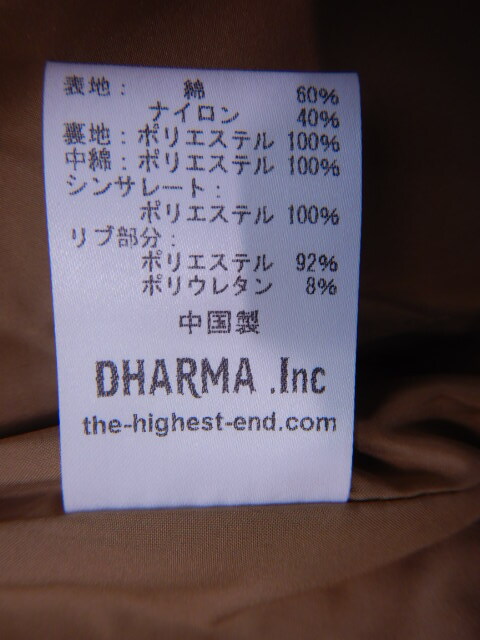 表地： 綿 60%
ナイロン 40%
裏地：ポリエステル 100%
中綿：ポリエステル 100%
シンサレート：
ポリエステル 100%
リブ部分：
ポリエステル 92%
ポリウレタン 8%
中国製
DHARMA .Inc
the-highest-end.com